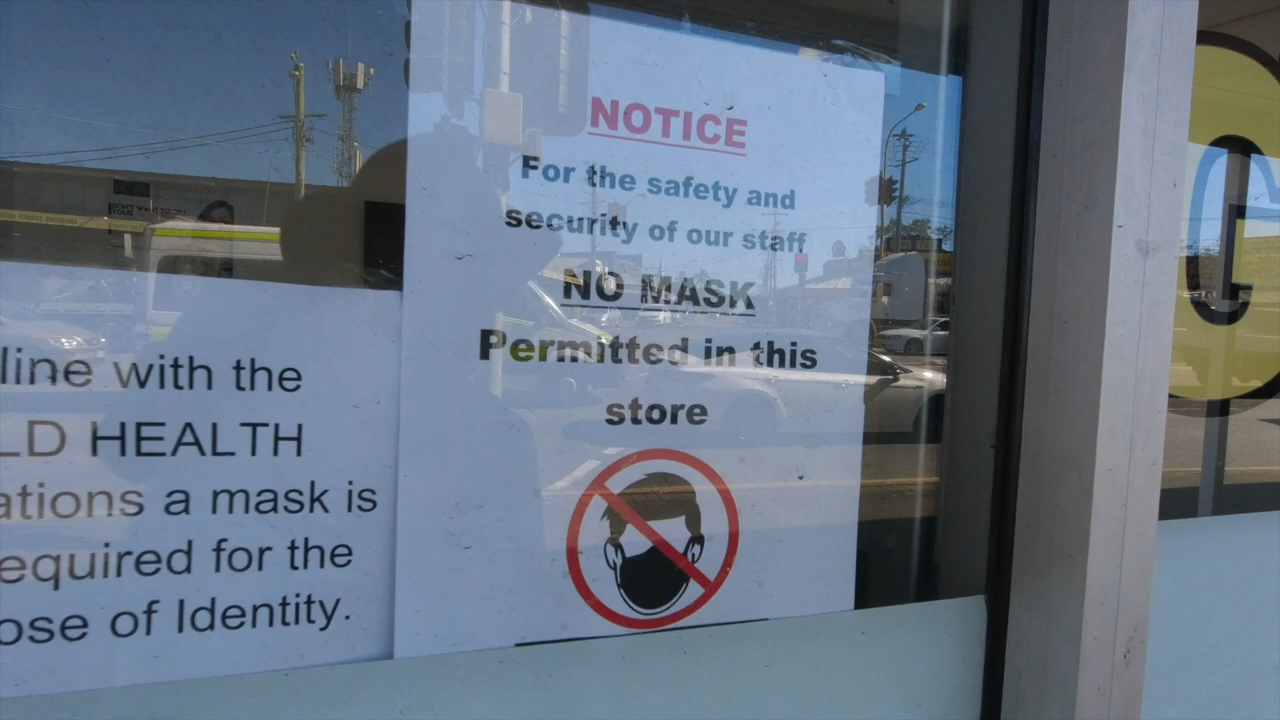 line with the
LD HEALTH
ations a mask is
equired for the
ose of Identity.
NOTICE
For the safety and
security of our staff
NO MASK
Permitted in this
store
G